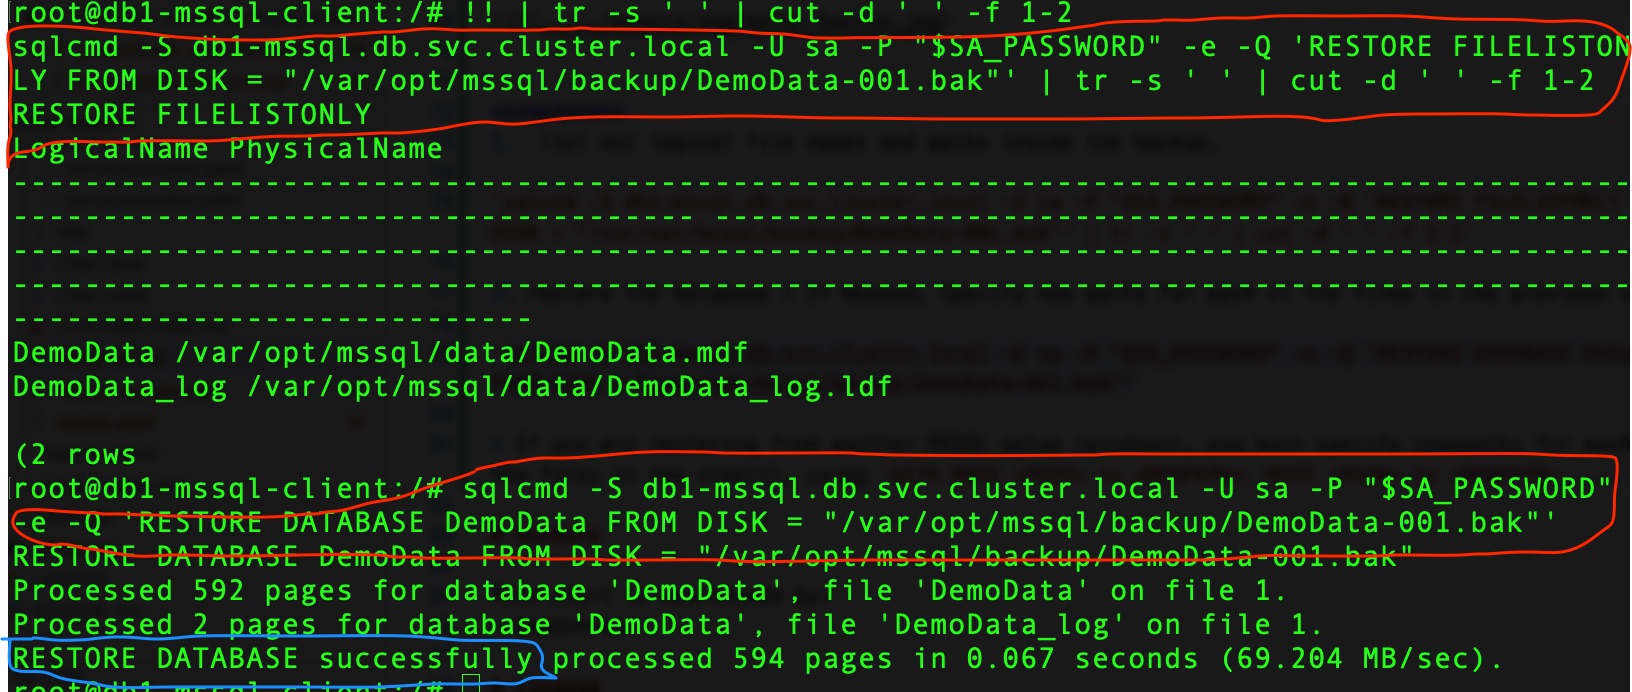 root@db1-mssql-client:/# !! | tr -s ' ' | cut -d ' ' -f 1-2
sqlcmd -S db1-mssql.db.svc.cluster.local -U sa -P "$SA_PASSWORD" -e -Q 'RESTORE FILELISTON
LY FROM DISK = "/var/opt/mssql/backup/DemoData-001.bak"' | tr -s ' ' | cut -d ' ' -f 1-2
RESTORE FILELISTONLY
LogicalName PhysicalName
------------------------------------------------------------------------------------------
-------------------------------------- ---------------------------------------------------
------------------------------------------------------------------------------------------
------------------------------------------------------------------------------------------
-----------------------------
DemoData /var/opt/mssql/data/DemoData.mdf
DemoData_log /var/opt/mssql/data/DemoData_log.ldf
(2 rows
root@db1-mssql-client:/# sqlcmd -S db1-mssql.db.svc.cluster.local -U sa -P "$SA_PASSWORD"
-e -Q 'RESTORE DATABASE DemoData FROM DISK = "/var/opt/mssql/backup/DemoData-001.bak"'
RESTORE DATABASE DemoData FROM DISK = "/var/opt/mssql/backup/DemoData-001.bak"
Processed 592 pages for database 'DemoData', file 'DemoData' on file 1.
Processed 2 pages for database 'DemoData', file 'DemoData_log' on file 1.
RESTORE DATABASE successfully processed 594 pages in 0.067 seconds (69.204 MB/sec).
root@db1-mssql-client:/#